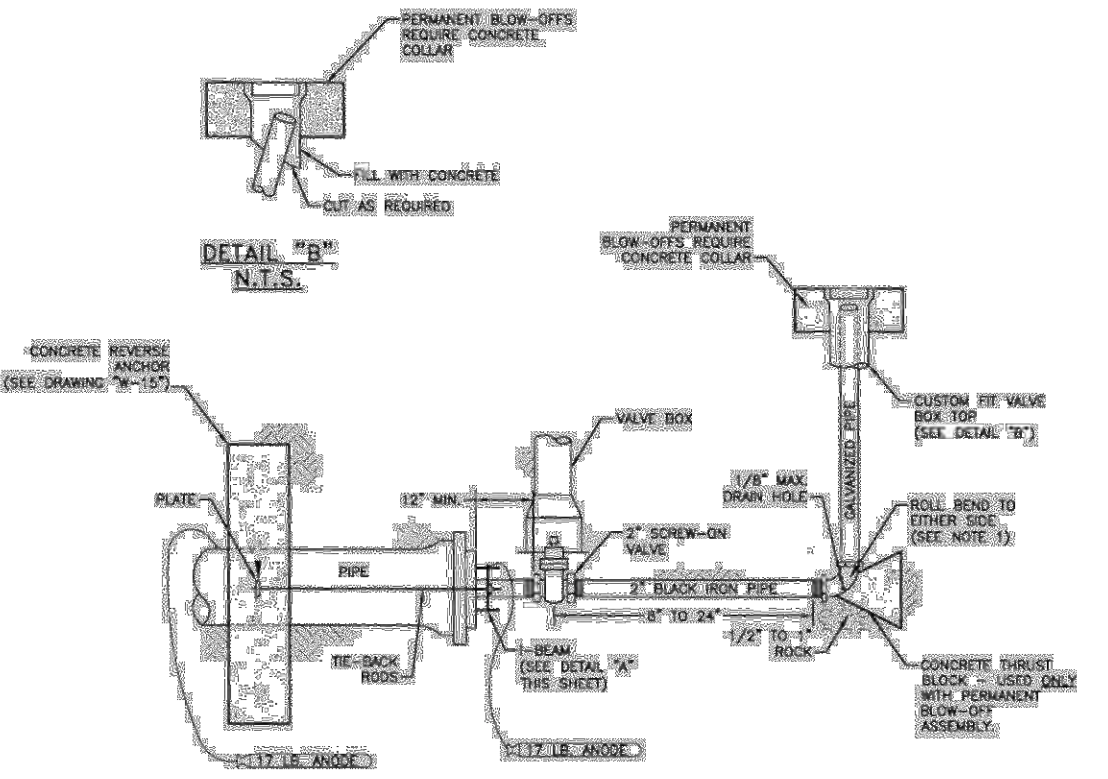 PERMANENT BLOW-OFFS
REQUIRE CONCRETE
COLLAR
FILL WITH CONCRETE
CUT AS REQUIRED
DETAIL "B"
N.T.S.
PERMANENT
BLOW-OFFS REQUIRE
CONCRETE COLLAR
CONCRETE REVERSE
ANCHOR
(SEE DRAWING "W-15")
PLATE
PIPE
TIE-BACK
RODS
12" MIN.
VALVE BOX
2" SCREW-ON
VALVE
2" BLACK IRON PIPE
6" TO 24"
I-BEAM
(SEE DETAIL "A"
THIS SHEET)
17 LB. ANODE
17 LB. ANODE
CUSTOM FIT VALVE
BOX TOP
(SEE DETAIL "B")
GALVANIZED PIPE
1/8" MAX.
DRAIN HOLE
ROLL BEND TO
EITHER SIDE
(SEE NOTE 1)
1/2" TO 1"
ROCK
CONCRETE THRUST
BLOCK - USED ONLY
WITH PERMANENT
BLOW-OFF
ASSEMBLY.